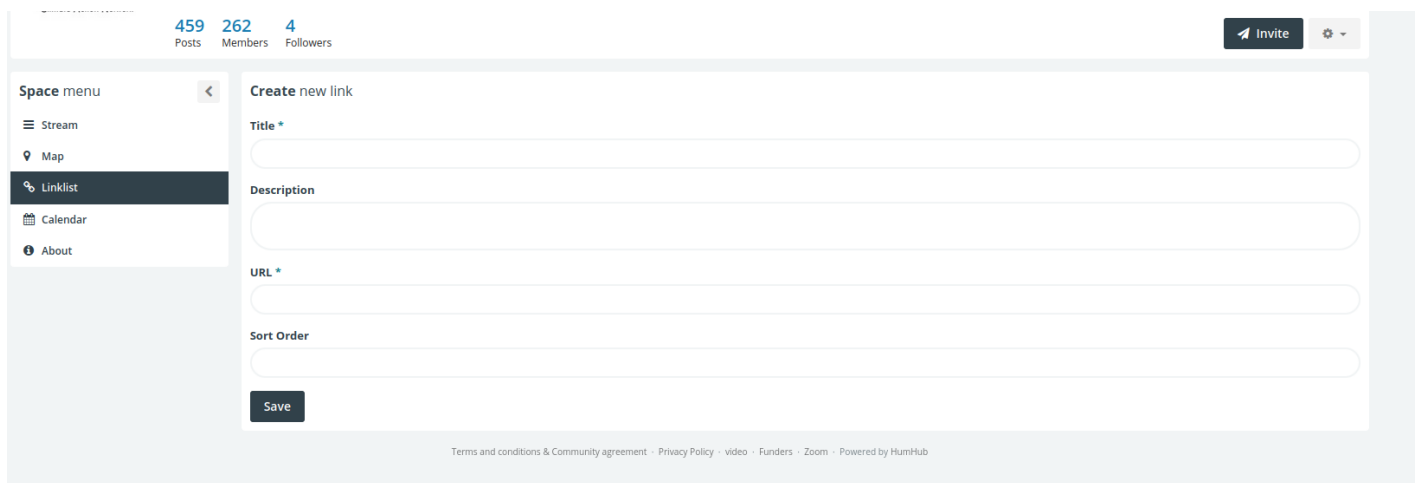 459 262 4
Posts Members Followers
Invite
Space menu
Stream
Map
Linklist
Calendar
About
Create new link
Title *
Description
URL *
Sort Order
Save
Terms and conditions & Community agreement · Privacy Policy · video · Funders · Zoom · Powered by HumHub